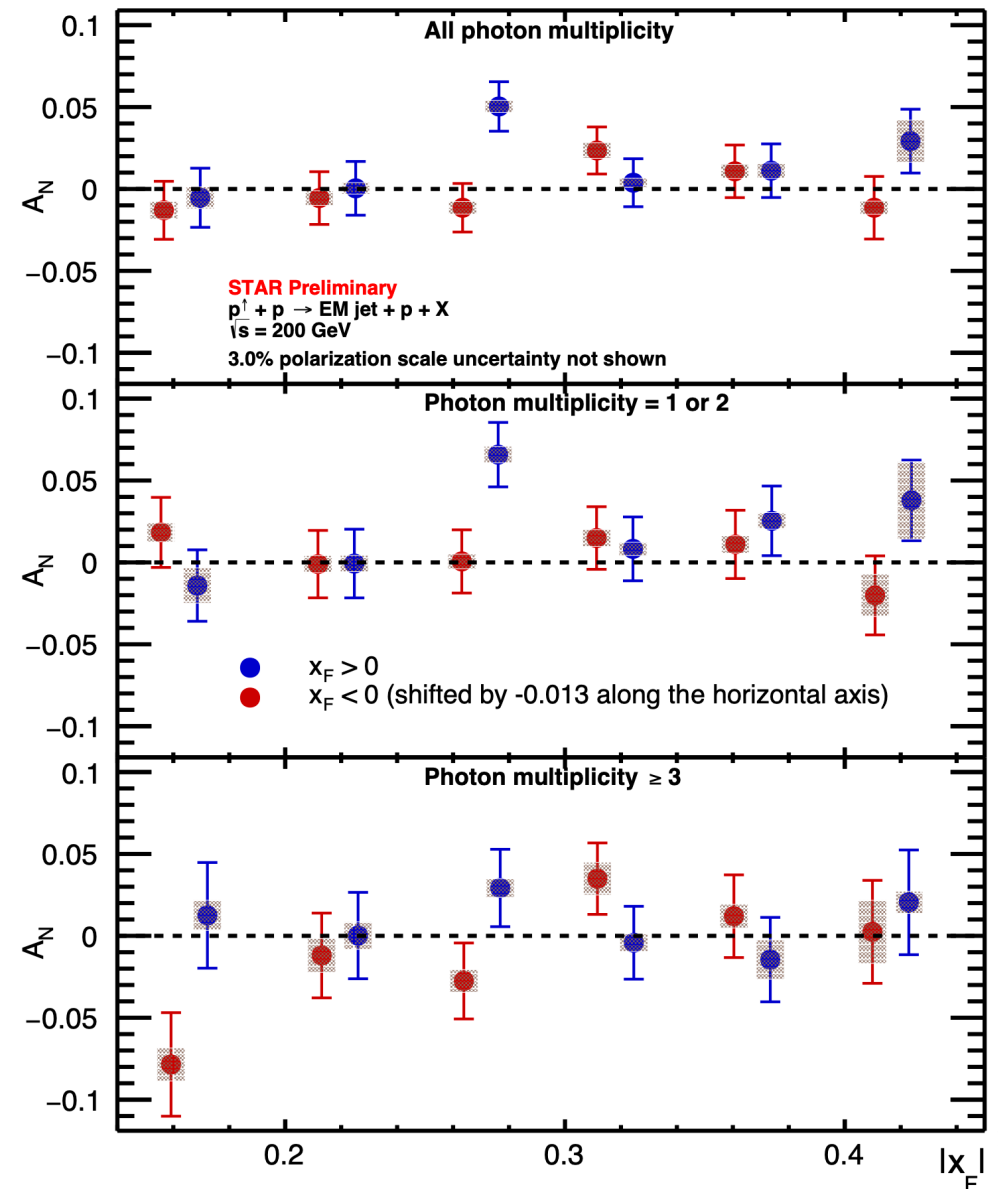 All photon multiplicity
0.1
0.05
0
−0.05
−0.1
A_N
STAR Preliminary
p↑ + p → EM jet + p + X
√s = 200 GeV
3.0% polarization scale uncertainty not shown
Photon multiplicity = 1 or 2
0.1
0.05
0
−0.05
−0.1
A_N
x_F > 0
x_F < 0 (shifted by -0.013 along the horizontal axis)
Photon multiplicity ≥ 3
0.1
0.05
0
−0.05
−0.1
A_N
0.2 0.3 0.4 |x_F|